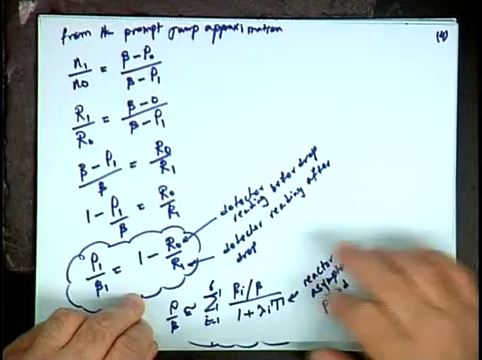 from the prompt jump approximation
(4)
n₁/n₀ = β-ρ₀/β-ρ₁
R₁/R₀ = β-0/β-ρ₁
β-ρ₁/β = R₀/R₁
1 - ρ₁/β = R₀/R₁
detector reading before drop
ρ₁/β₁ = 1 - R₀/R₁
detector reading after drop
ρ/β ≈ Σ i=1 6 βᵢ/β / 1+λᵢT
reactor